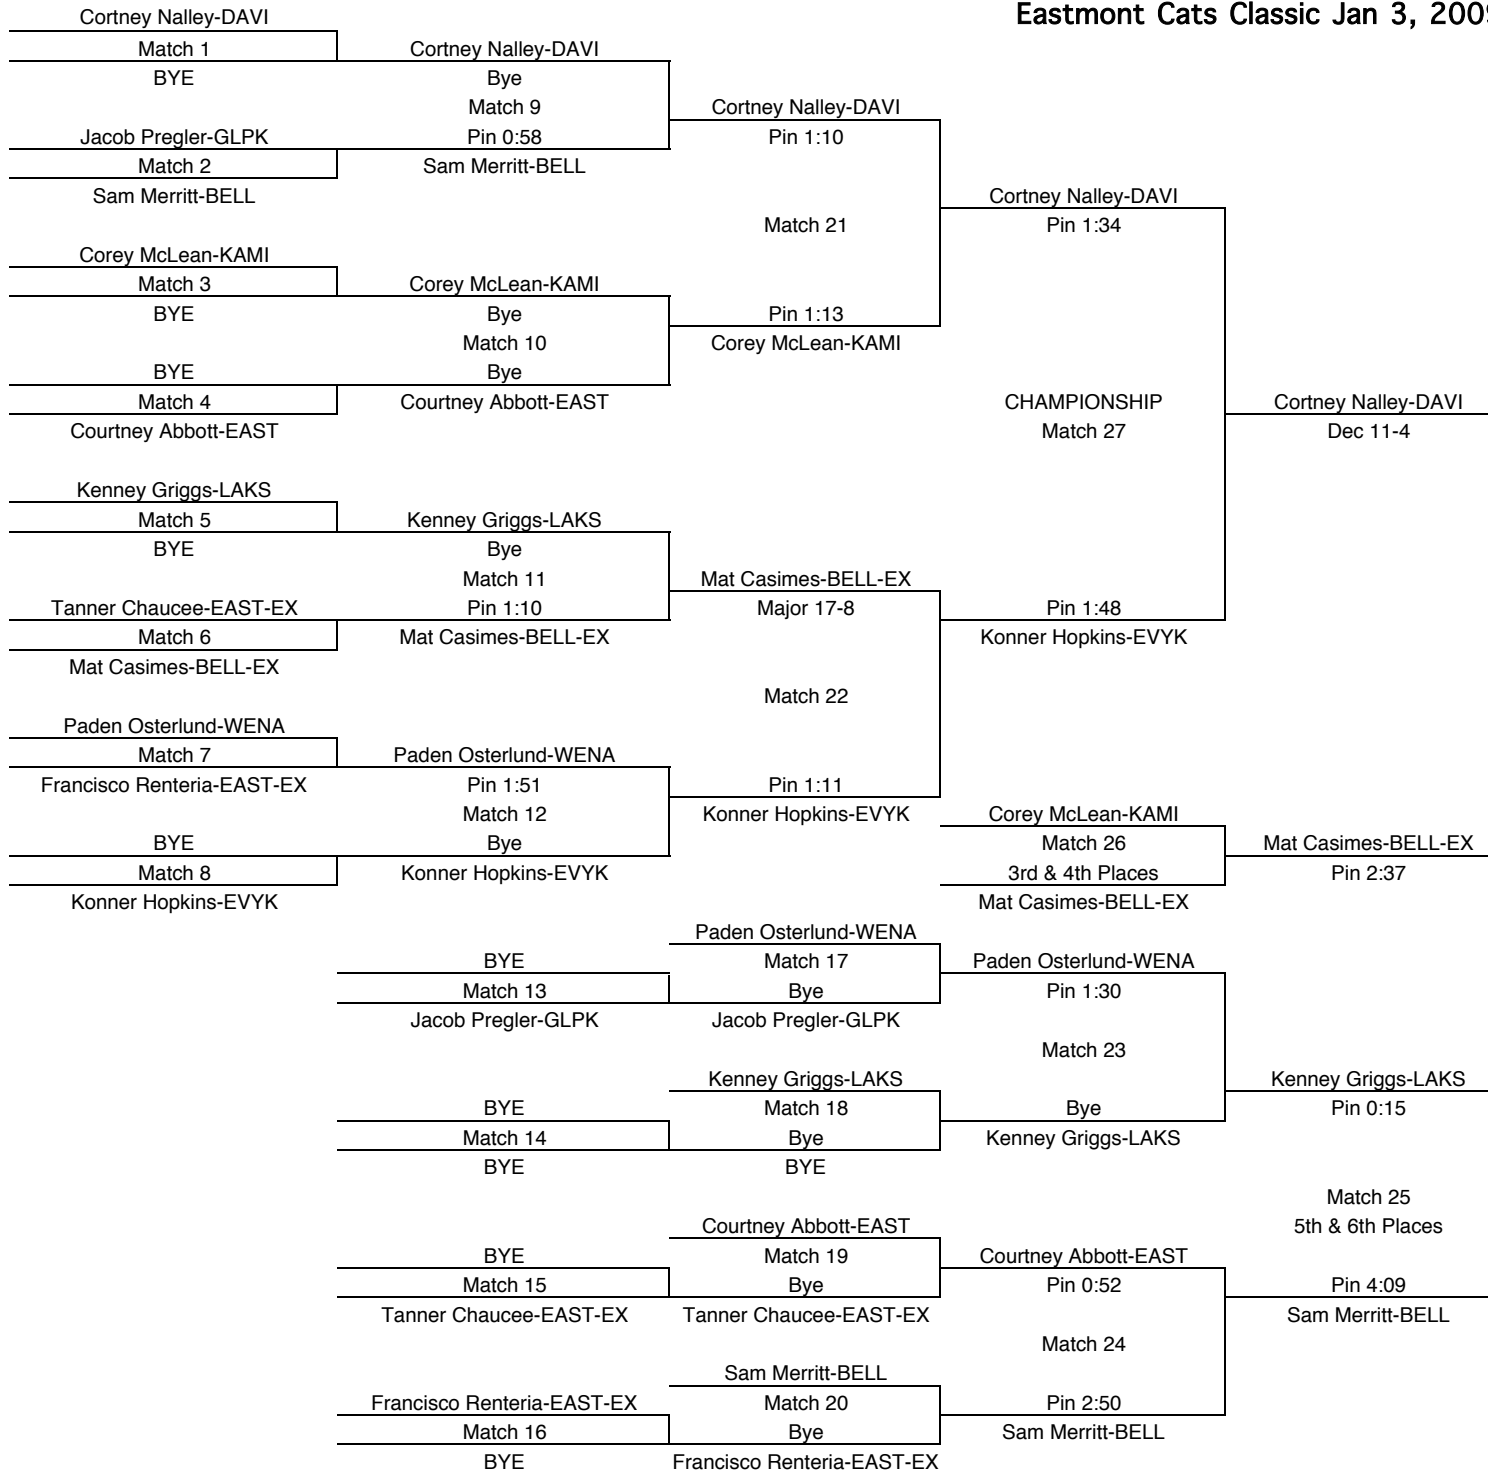 Eastmont Cats Classic Jan 3, 2009
Cortney Nalley-DAVI
Match 1
BYE
Jacob Pregler-GLPK
Match 2
Sam Merritt-BELL
Corey McLean-KAMI
Match 3
BYE
BYE
Match 4
Courtney Abbott-EAST
Kenney Griggs-LAKS
Match 5
BYE
Tanner Chaucee-EAST-EX
Match 6
Mat Casimes-BELL-EX
Paden Osterlund-WENA
Match 7
Francisco Renteria-EAST-EX
BYE
Match 8
Konner Hopkins-EVYK
Cortney Nalley-DAVI
Bye
Match 9
Pin 0:58
Sam Merritt-BELL
Corey McLean-KAMI
Bye
Match 10
Bye
Courtney Abbott-EAST
Kenney Griggs-LAKS
Bye
Match 11
Pin 1:10
Mat Casimes-BELL-EX
Paden Osterlund-WENA
Pin 1:51
Match 12
Bye
Konner Hopkins-EVYK
Cortney Nalley-DAVI
Pin 1:10
Match 21
Pin 1:13
Corey McLean-KAMI
Mat Casimes-BELL-EX
Major 17-8
Match 22
Pin 1:11
Konner Hopkins-EVYK
Cortney Nalley-DAVI
Pin 1:34
CHAMPIONSHIP
Match 27
Pin 1:48
Konner Hopkins-EVYK
Cortney Nalley-DAVI
Dec 11-4
Corey McLean-KAMI
Match 26
3rd & 4th Places
Mat Casimes-BELL-EX
Mat Casimes-BELL-EX
Pin 2:37
BYE
Match 13
Jacob Pregler-GLPK
BYE
Match 14
BYE
BYE
Match 15
Tanner Chaucee-EAST-EX
Francisco Renteria-EAST-EX
Match 16
BYE
Paden Osterlund-WENA
Match 17
Bye
Jacob Pregler-GLPK
Kenney Griggs-LAKS
Match 18
Bye
BYE
Courtney Abbott-EAST
Match 19
Bye
Tanner Chaucee-EAST-EX
Sam Merritt-BELL
Match 20
Bye
Francisco Renteria-EAST-EX
Paden Osterlund-WENA
Pin 1:30
Match 23
Bye
Kenney Griggs-LAKS
Courtney Abbott-EAST
Pin 0:52
Match 24
Pin 2:50
Sam Merritt-BELL
Kenney Griggs-LAKS
Pin 0:15
Match 25
5th & 6th Places
Pin 4:09
Sam Merritt-BELL